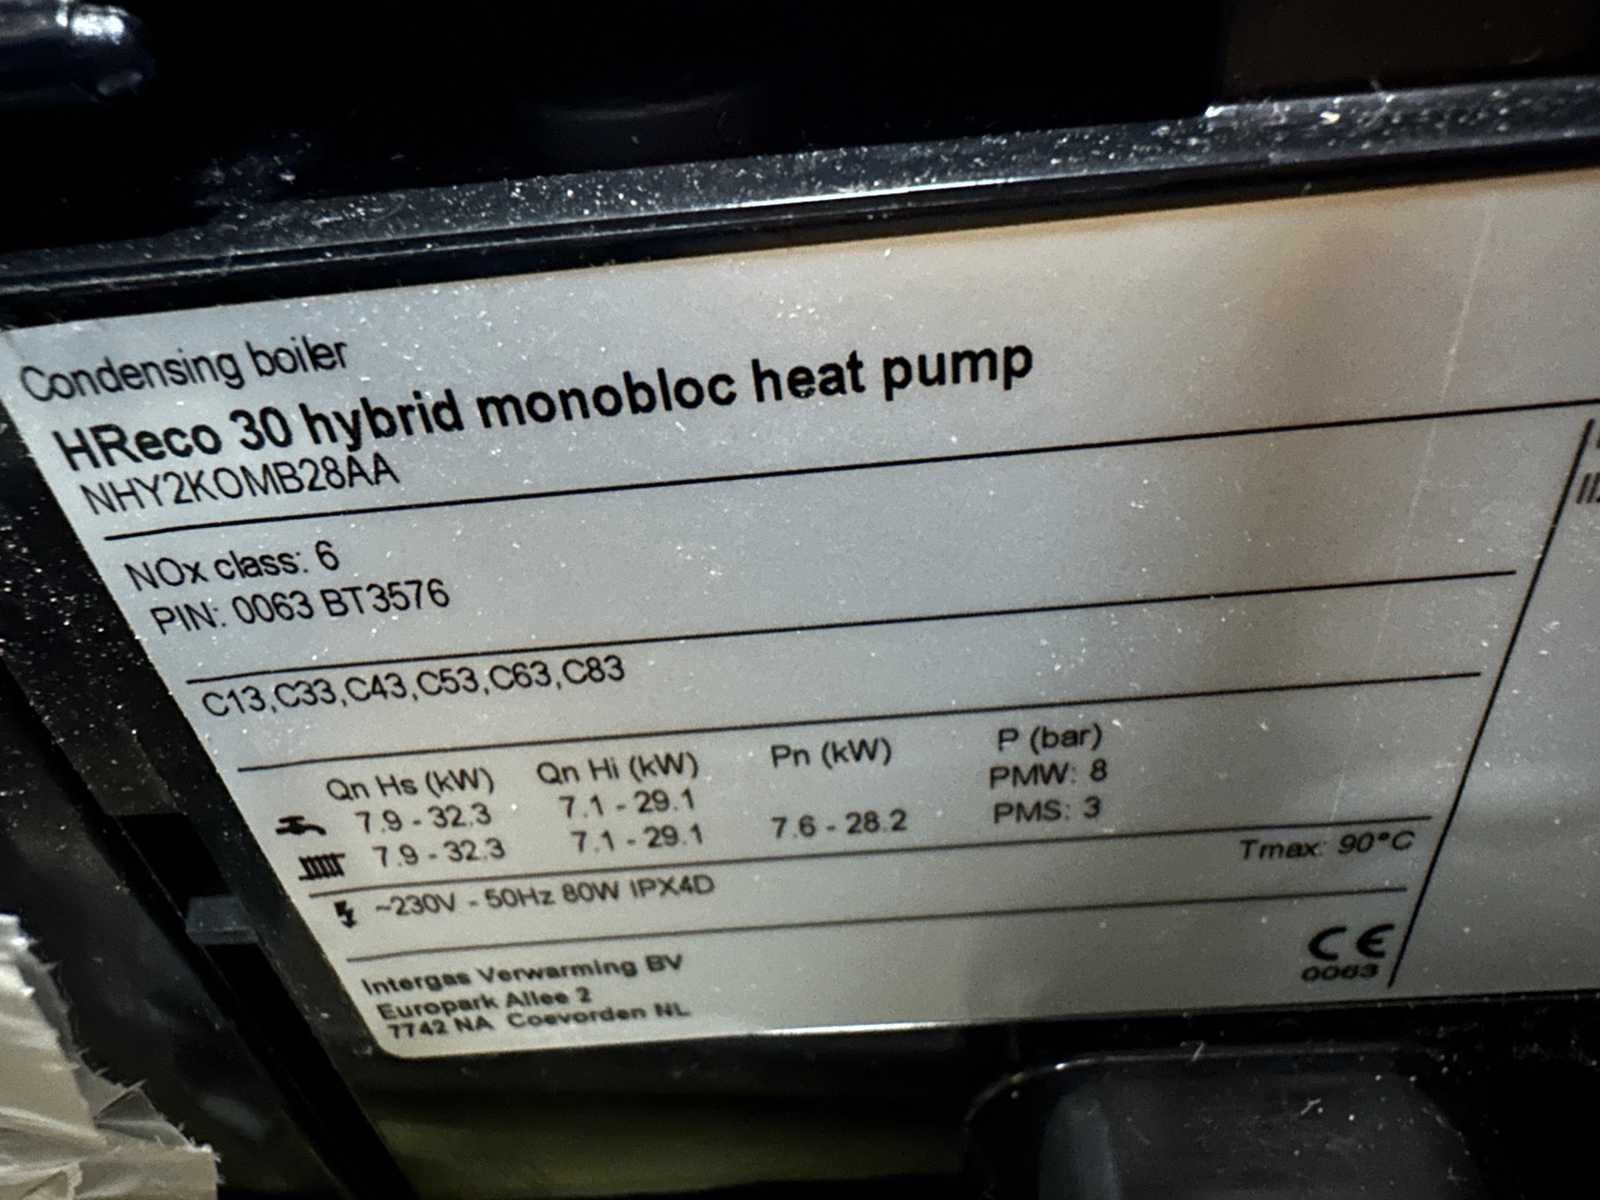 Condensing boiler
HReco 30 hybrid monobloc heat pump
NHY2KOMB28AA
NOx class: 6
PIN: 0063 BT3576
C13,C33,C43,C53,C63,C83
Qn Hs (kW) Qn Hi (kW) Pn (kW) P (bar)
7.9 - 32.3 7.1 - 29.1 PMW: 8
7.9 - 32.3 7.1 - 29.1 7.6 - 28.2 PMS: 3
Tmax: 90°C
~230V - 50Hz 80W IPX4D
Intergas Verwarming BV
Europark Allee 2
7742 NA Coevorden NL
CE
0063